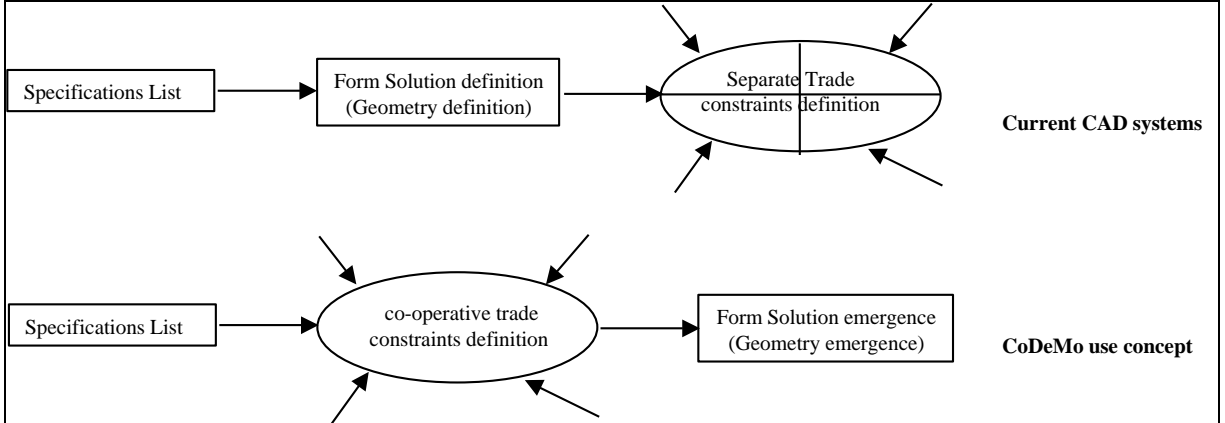 Specifications List
Form Solution definition
(Geometry definition)
Separate Trade
constraints definition
Current CAD systems
Specifications List
co-operative trade
constraints definition
Form Solution emergence
(Geometry emergence)
CoDeMo use concept